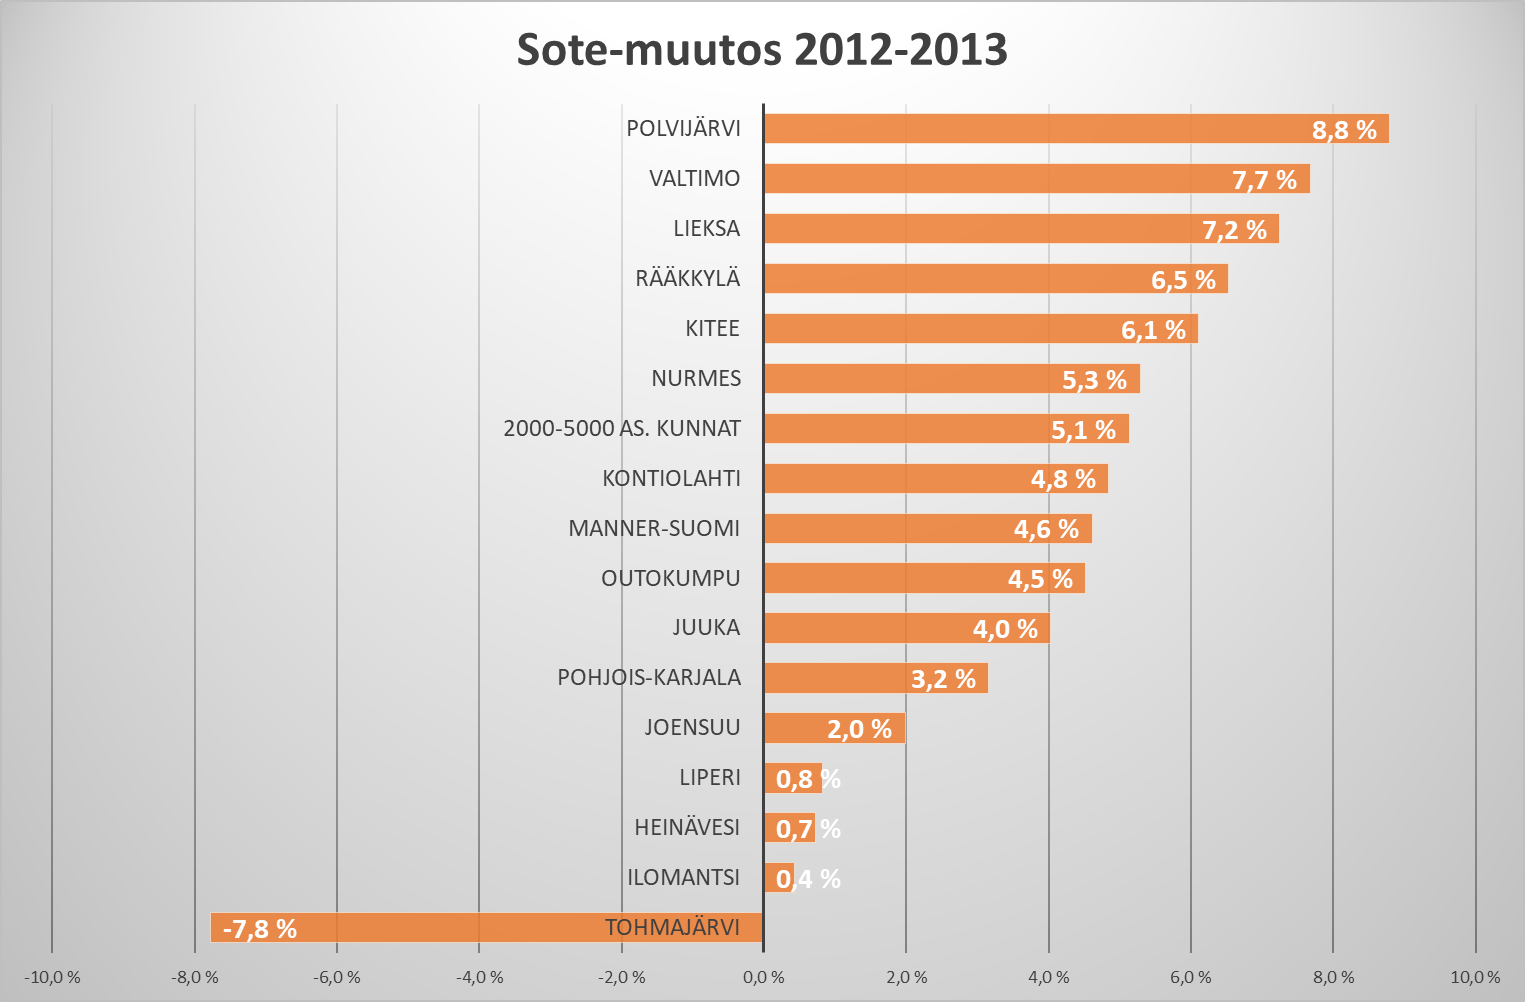 Sote-muutos 2012-2013
POLVIJÄRVI 8,8 %
VALTIMO 7,7 %
LIEKSA 7,2 %
RÄÄKKYLÄ 6,5 %
KITEE 6,1 %
NURMES 5,3 %
2000-5000 AS. KUNNAT 5,1 %
KONTIOLAHTI 4,8 %
MANNER-SUOMI 4,6 %
OUTOKUMPU 4,5 %
JUUKA 4,0 %
POHJOIS-KARJALA 3,2 %
JOENSUU 2,0 %
LIPERI 0,8 %
HEINÄVESI 0,7 %
ILOMANTSI 0,4 %
-7,8 % TOHMAJÄRVI
-10,0 % -8,0 % -6,0 % -4,0 % -2,0 % 0,0 % 2,0 % 4,0 % 6,0 % 8,0 % 10,0 %